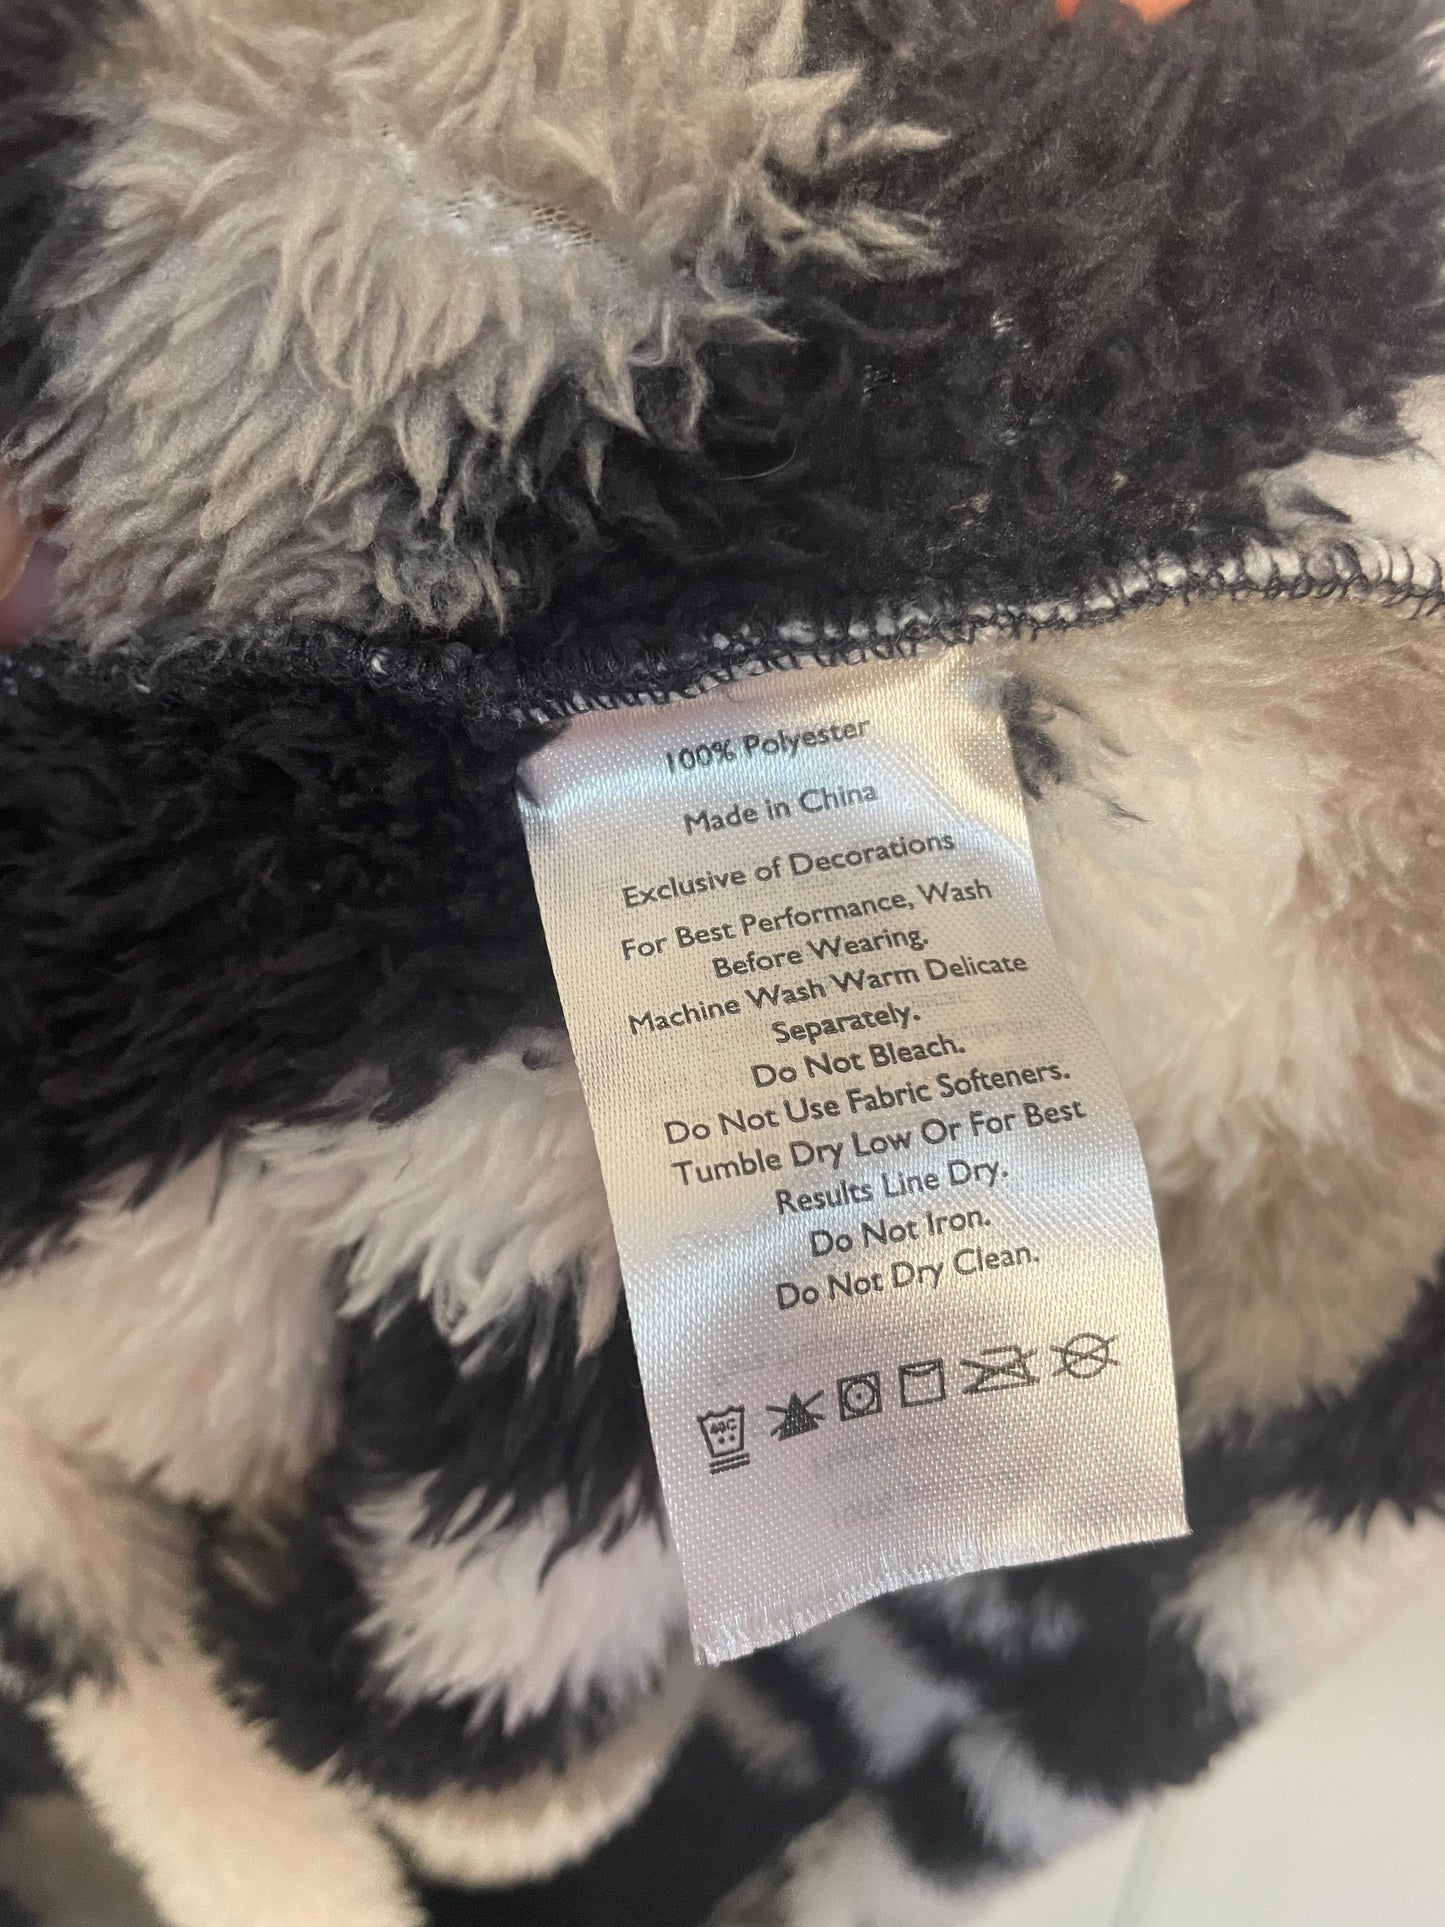 100% Polyester
Made in China
Exclusive of Decorations
For Best Performance, Wash
Before Wearing.
Machine Wash Warm Delicate
Separately.
Do Not Bleach.
Do Not Use Fabric Softeners.
Tumble Dry Low Or For Best
Results Line Dry.
Do Not Iron.
Do Not Dry Clean.